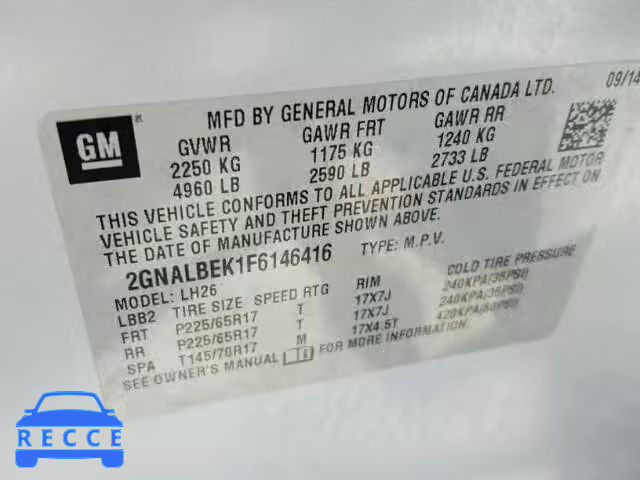 GM
MFD BY GENERAL MOTORS OF CANADA LTD. 09/14
GVWR GAWR FRT GAWR RR
2250 KG 1175 KG 1240 KG
4960 LB 2590 LB 2733 LB
THIS VEHICLE CONFORMS TO ALL APPLICABLE U.S. FEDERAL MOTOR
VEHICLE SAFETY AND THEFT PREVENTION STANDARDS IN EFFECT ON
THE DATE OF MANUFACTURE SHOWN ABOVE.
2GNALBEK1F6146416 TYPE: M.P.V.
MODEL: LH26
LBB2 TIRE SIZE SPEED RTG RIM COLD TIRE PRESSURE
FRT P225/65R17 T 17X7J 240KPA(35PSI)
RR P225/65R17 T 17X7J 240KPA(35PSI)
SPA T145/70R17 M 17X4.5T 420KPA(60PSI)
SEE OWNER'S MANUAL FOR MORE INFORMATION
RECCE